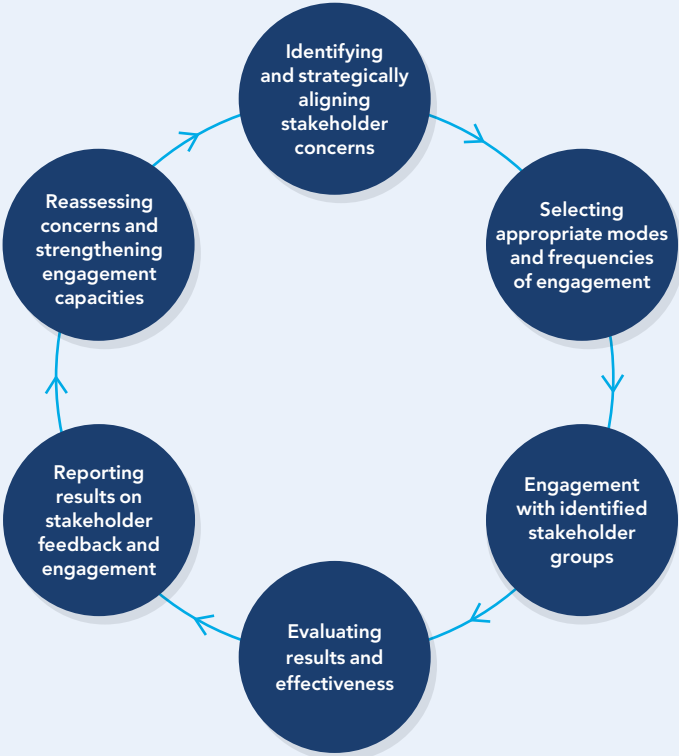 Identifying
and strategically
aligning
stakeholder
concerns
Selecting
appropriate modes
and frequencies
of engagement
Engagement
with identified
stakeholder
groups
Evaluating
results and
effectiveness
Reporting
results on
stakeholder
feedback and
engagement
Reassessing
concerns and
strengthening
engagement
capacities